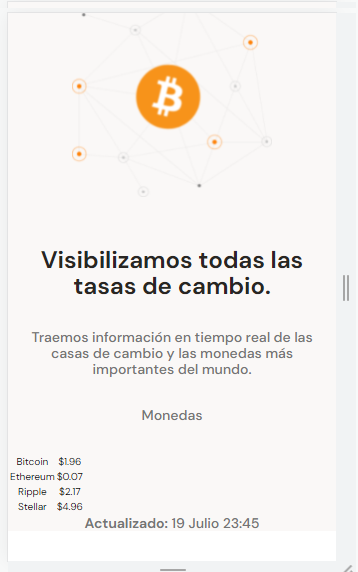 Visibilizamos todas las
tasas de cambio.
Traemos información en tiempo real de las
casas de cambio y las monedas más
importantes del mundo.
Monedas
Bitcoin $1.96
Ethereum $0.07
Ripple $2.17
Stellar $4.96
Actualizado: 19 Julio 23:45